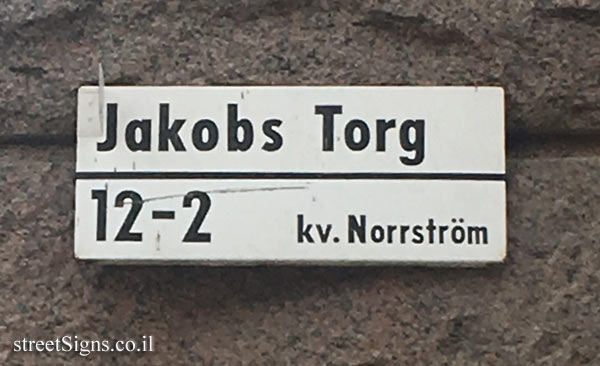 Jakobs Torg
12-2 kv. Norrström
streetSigns.co.il